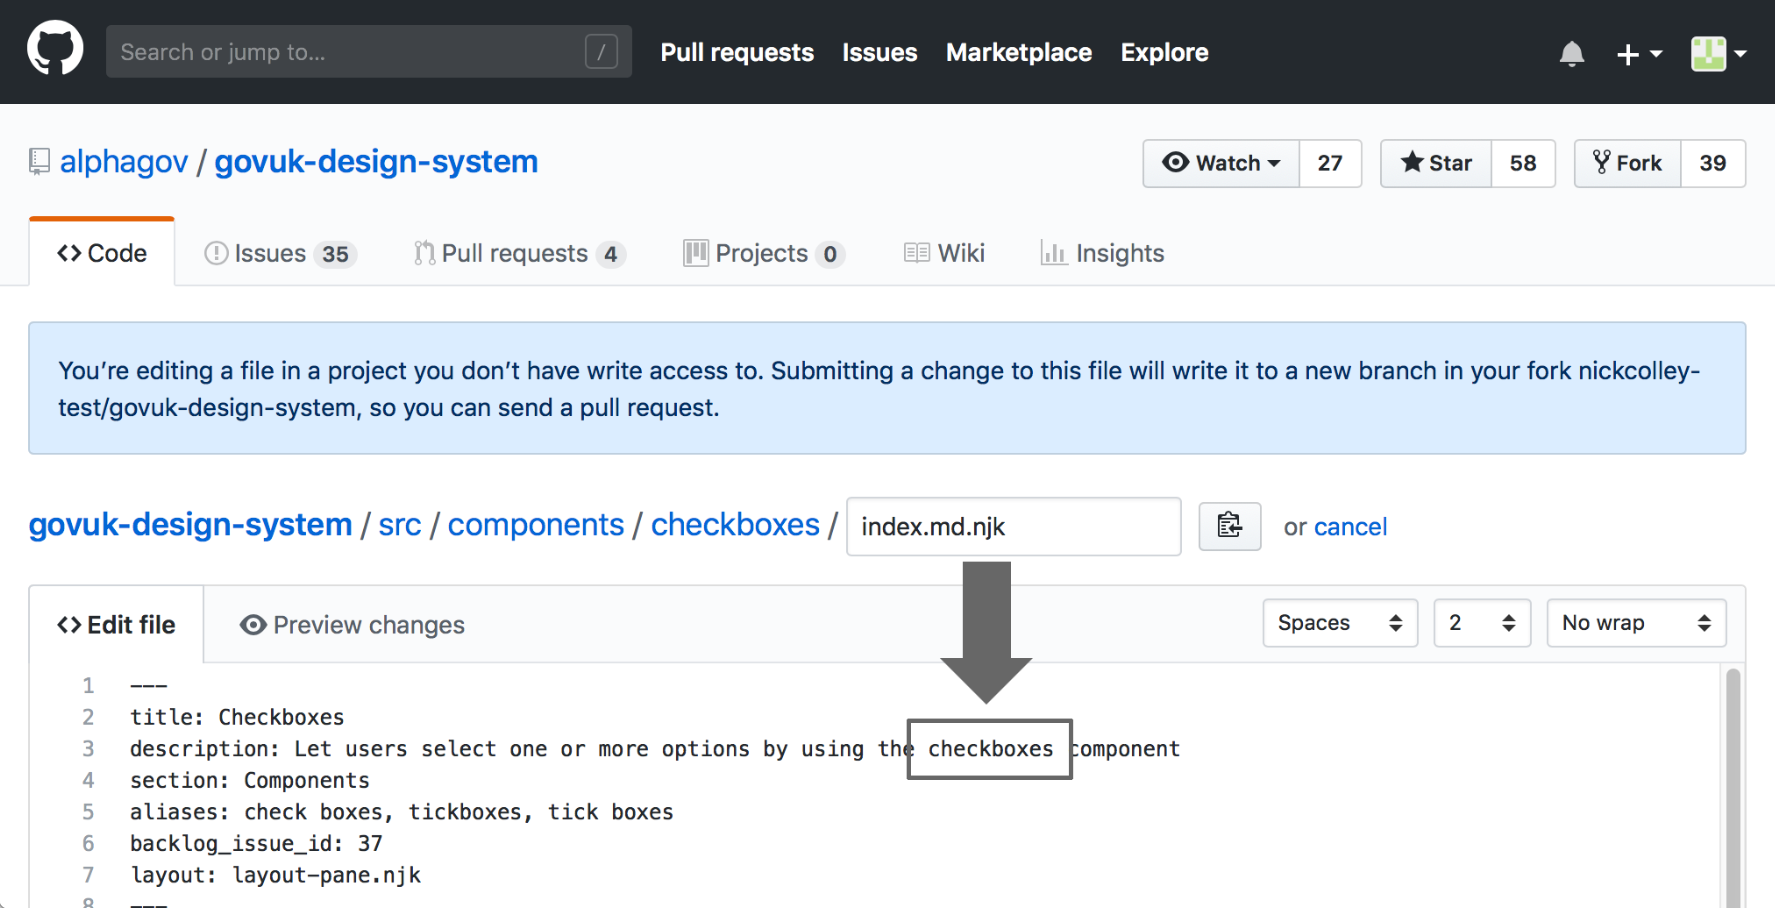 Search or jump to... / Pull requests Issues Marketplace Explore
alphagov / govuk-design-system Watch 27 Star 58 Fork 39
<> Code Issues 35 Pull requests 4 Projects 0 Wiki Insights
You’re editing a file in a project you don’t have write access to. Submitting a change to this file will write it to a new branch in your fork nickcolley-
test/govuk-design-system, so you can send a pull request.
govuk-design-system / src / components / checkboxes / index.md.njk or cancel
<> Edit file Preview changes Spaces 2 No wrap
1 ---
2 title: Checkboxes
3 description: Let users select one or more options by using the checkboxes component
4 section: Components
5 aliases: check boxes, tickboxes, tick boxes
6 backlog_issue_id: 37
7 layout: layout-pane.njk
8 ---